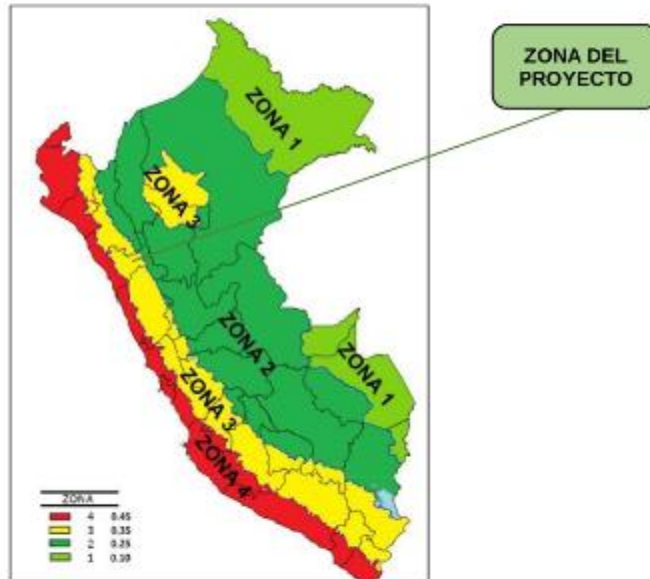 ZONA DEL
PROYECTO
ZONA 1
ZONA 3
ZONA 2
ZONA 1
ZONA 3
ZONA 4
ZONA
4 0.45
3 0.35
2 0.25
1 0.10